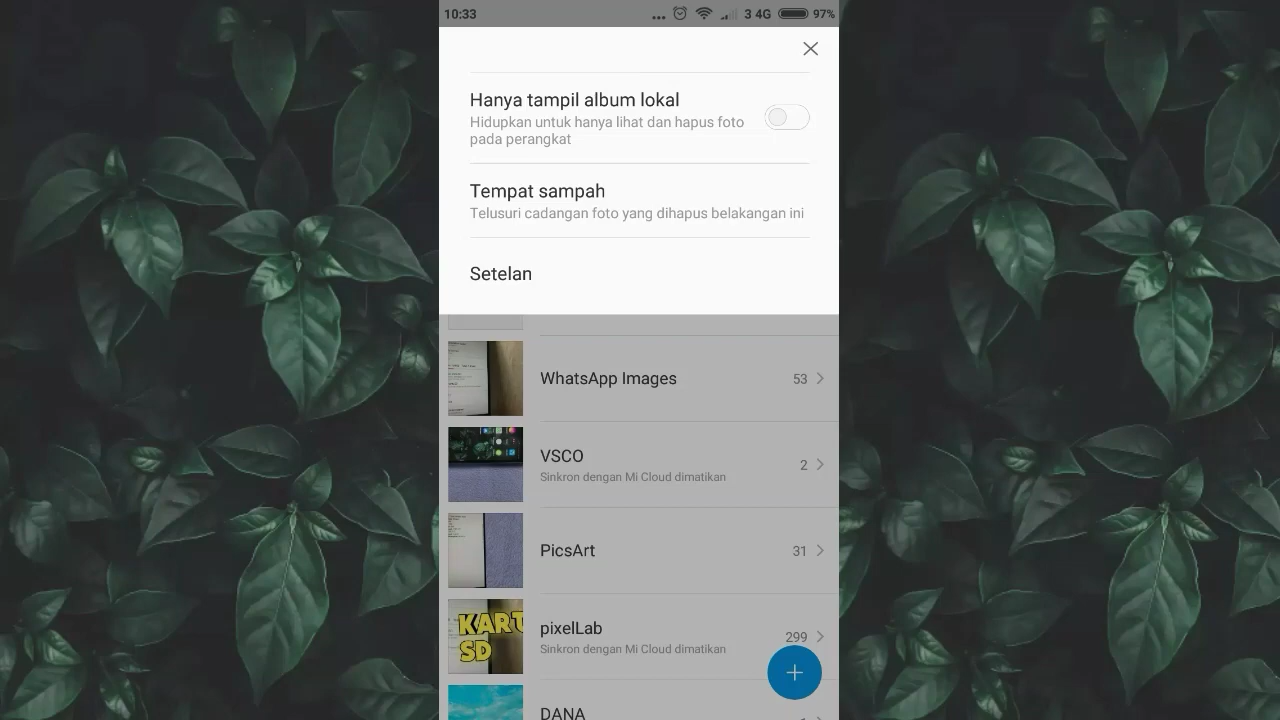 10:33
3 4G 97%
Hanya tampil album lokal
Hidupkan untuk hanya lihat dan hapus foto
pada perangkat
Tempat sampah
Telusuri cadangan foto yang dihapus belakangan ini
Setelan
WhatsApp Images 53
VSCO
Sinkron dengan Mi Cloud dimatikan
2
PicsArt 31
KART
SD
pixelLab
Sinkron dengan Mi Cloud dimatikan
299
DANA